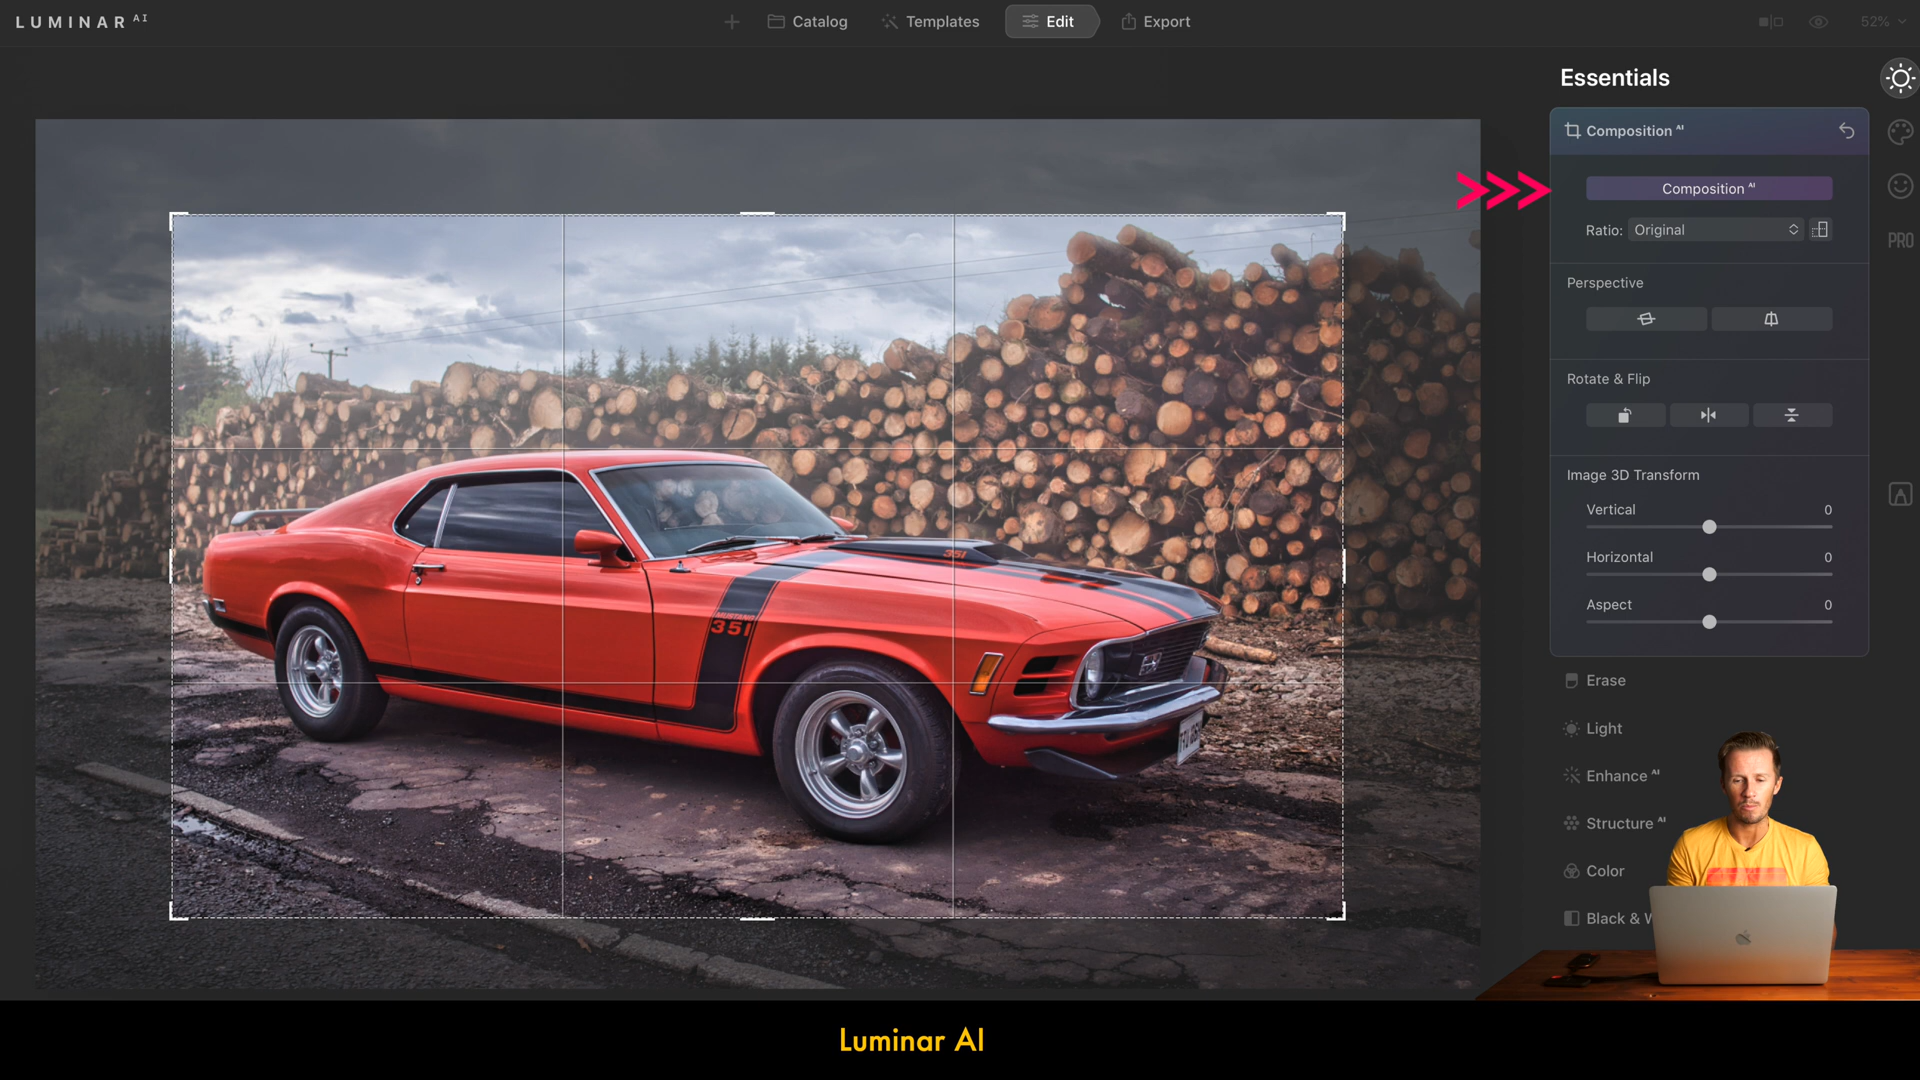 LUMINAR AI
Catalog
Templates
Edit
Export
52%
Essentials
Composition AI
Composition AI
Ratio: Original
PRO
Perspective
Rotate & Flip
Image 3D Transform
Vertical 0
Horizontal 0
Aspect 0
351
MUSTANG
351
Erase
Light
Enhance AI
Structure AI
Color
Black & W
Luminar AI